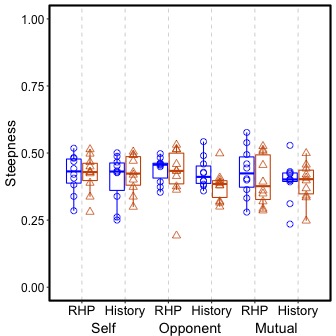 1.00
0.75
Steepness
0.50
0.25
0.00
RHP History RHP History RHP History
Self Opponent Mutual